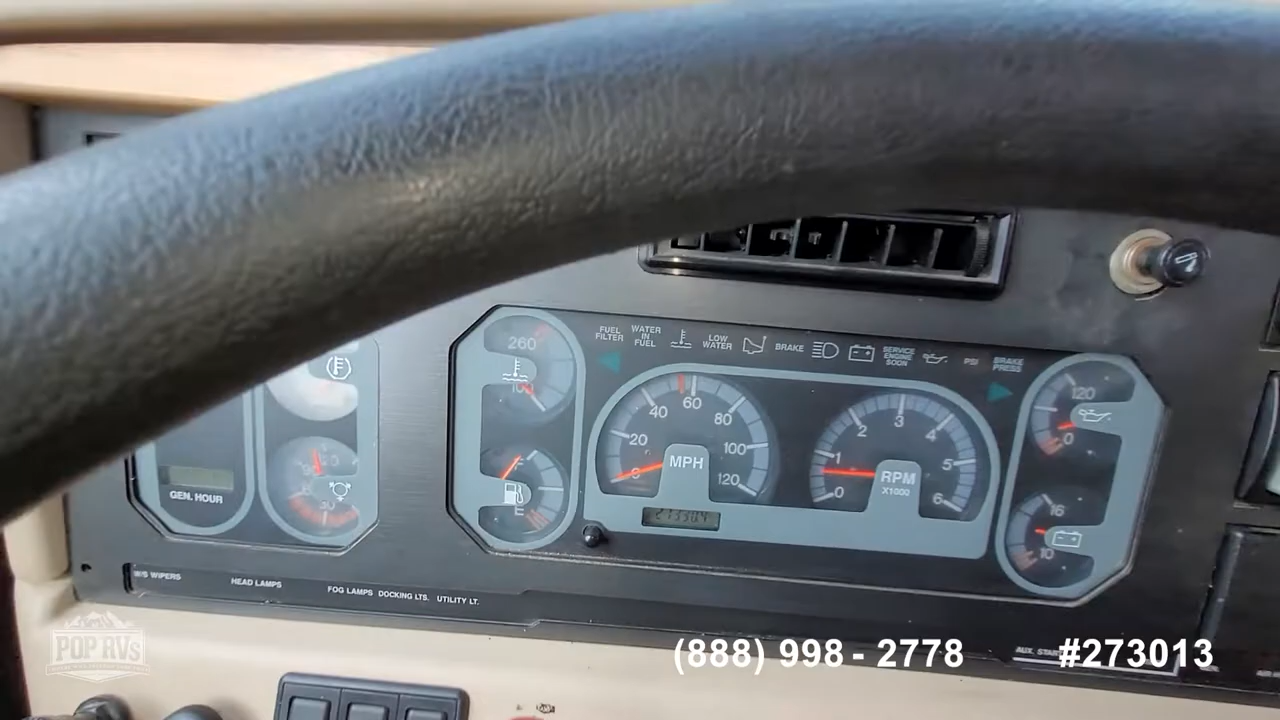 260
100
F
E
FUEL
FILTER
WATER
IN
FUEL
LOW
WATER
BRAKE
SERVICE
ENGINE
SOON
PSI
BRAKE
PRESS
0
20
40
60
80
100
120
MPH
0
1
2
3
4
5
6
RPM
X1000
120
0
16
10
30
GEN. HOUR
W/S WIPERS
HEAD LAMPS
FOG LAMPS
DOCKING LTS.
UTILITY LT.
POP RVs
(888) 998 - 2778
#273013